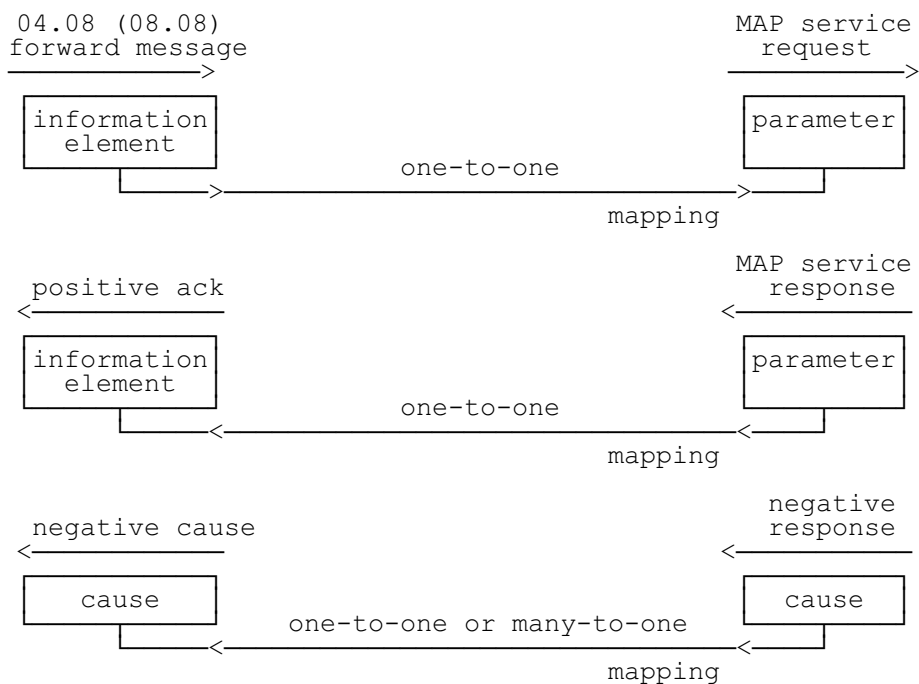 04.08 (08.08)
forward message
MAP service
request
information
element
parameter
one-to-one
mapping
positive ack
MAP service
response
information
element
parameter
one-to-one
mapping
negative cause
negative
response
cause
cause
one-to-one or many-to-one
mapping